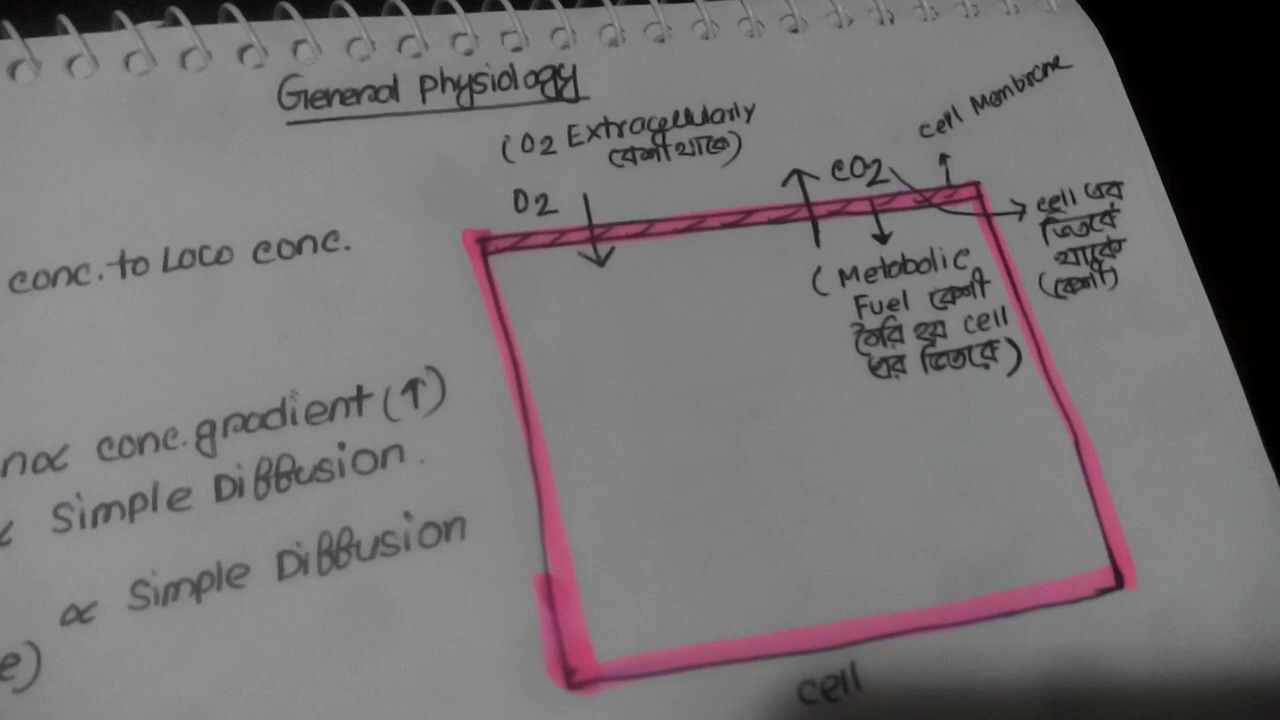 General Physiology
(O2 Extracellularly
বেশী থাকে)
cell Membrane
O2
CO2
cell এর
ভিতরে
থাকে
(বেশী)
(Metabolic
Fuel বেশী
তৈরি হয় cell
এর ভিতরে)
conc. to Loco conc.
conc. gradient (↑)
Simple Diffusion.
∝ Simple Diffusion
e)
cell